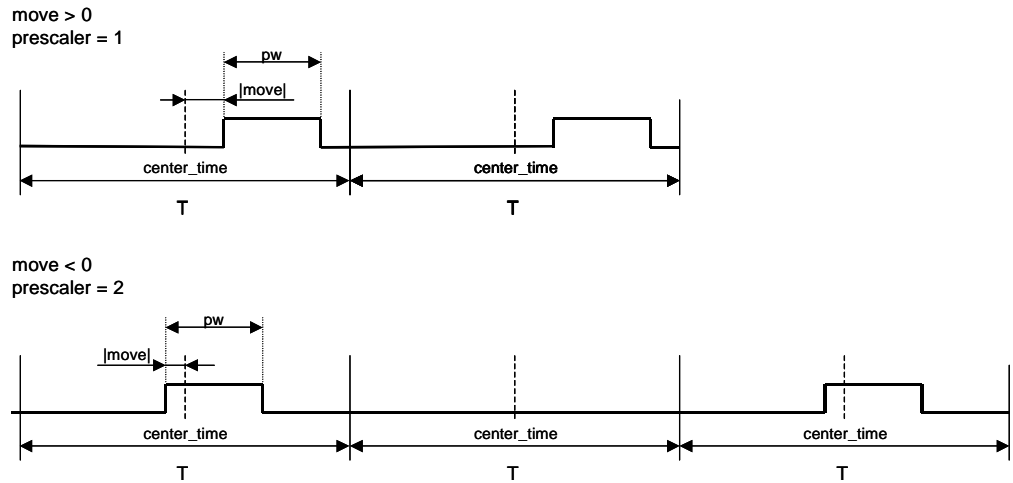 move > 0
prescaler = 1
pw
|move|
center_time
center_time
T
T
move < 0
prescaler = 2
pw
|move|
center_time
center_time
center_time
T
T
T